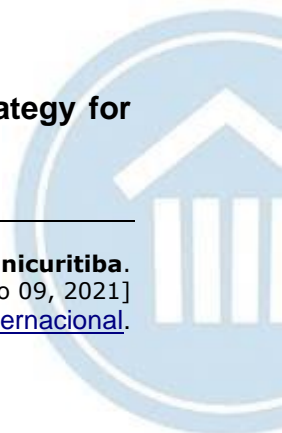 ategy for
nicuritiba.
o 09, 2021]
ernacional.